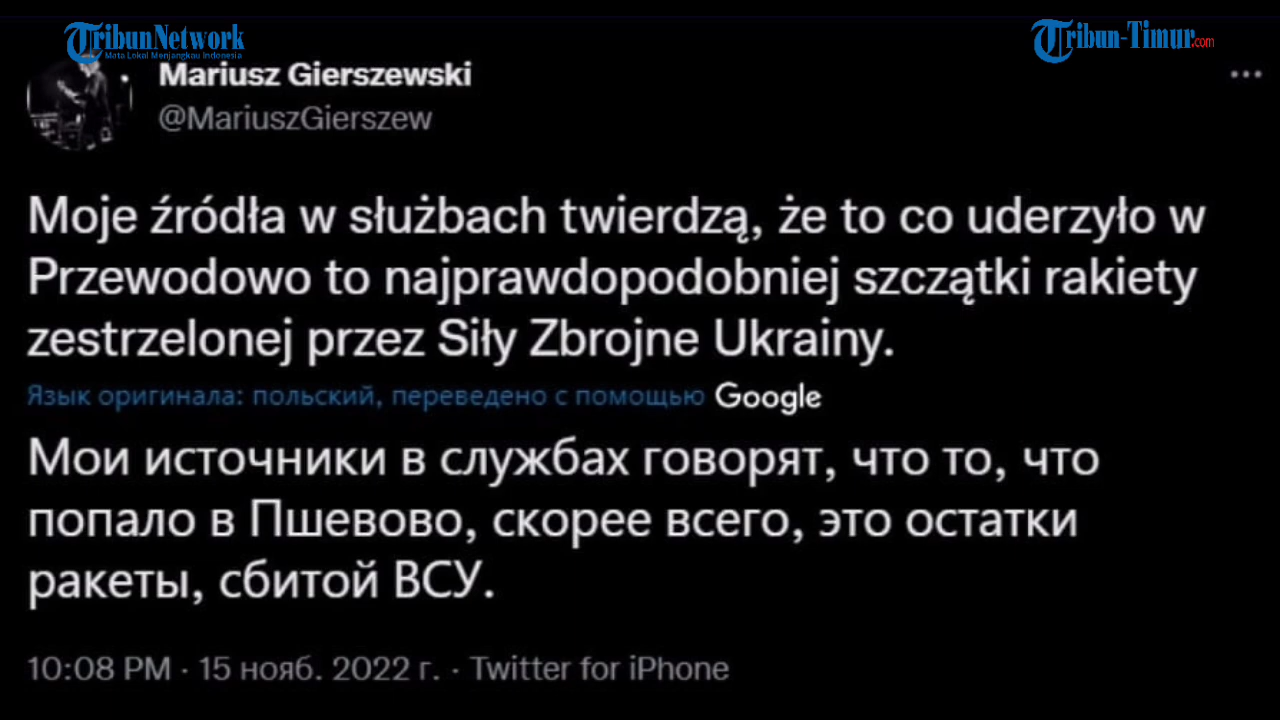 TribunNetwork
Mata Lokal Menjangkau Indonesia
Tribun-Timur.com
Mariusz Gierszewski
@MariuszGierszew
Moje źródła w służbach twierdzą, że to co uderzyło w
Przewodowo to najprawdopodobniej szczątki rakiety
zestrzelonej przez Siły Zbrojne Ukrainy.
Язык оригинала: польский, переведено с помощью Google
Мои источники в службах говорят, что то, что
попало в Пшевово, скорее всего, это остатки
ракеты, сбитой ВСУ.
10:08 PM · 15 нояб. 2022 г. · Twitter for iPhone